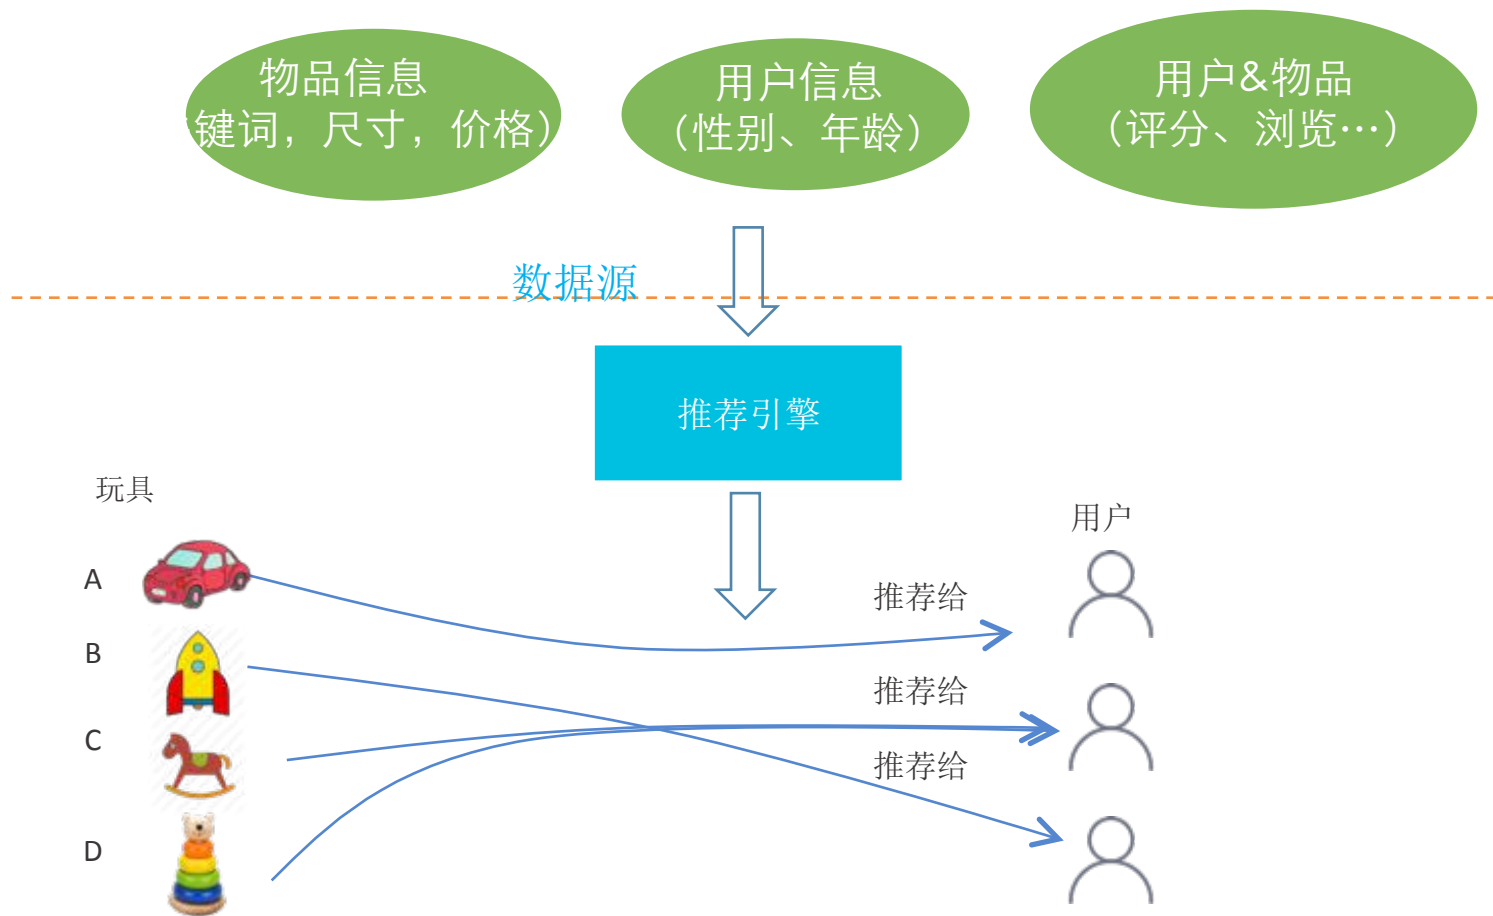 物品信息
键词，尺寸，价格）
用户信息
（性别、年龄）
用户&物品
（评分、浏览…）
数据源
推荐引擎
玩具
用户
A
推荐给
B
推荐给
C
推荐给
D